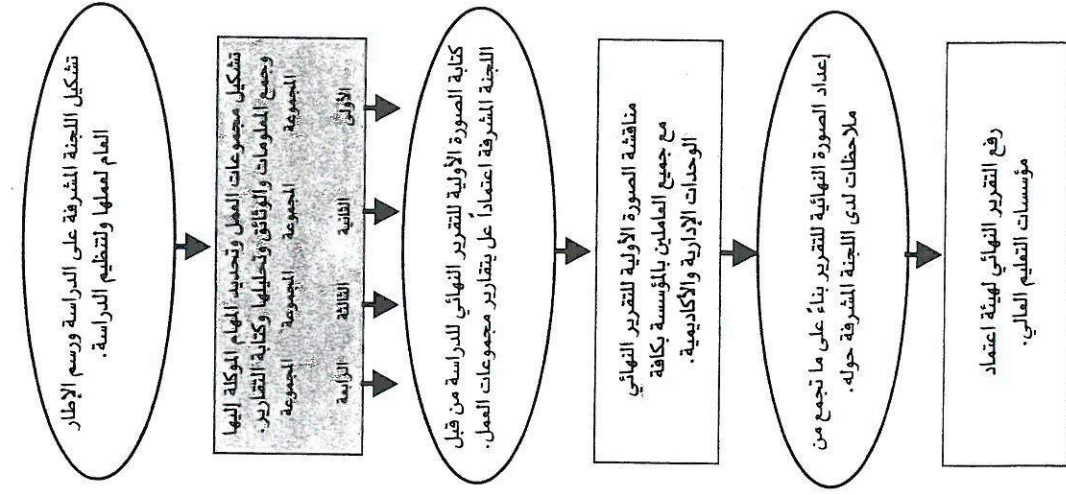 تشكيل اللجنة المشرفة على الدراسة ورسم الإطار
العام لعملها ولتنظيم الدراسة.
تشكيل مجموعات العمل وتحديد المهام الموكلة إليها
وجميع المعلومات والوثائق وتحليلها وكتابة التقارير.
المجموعة المجموعة المجموعة المجموعة
الأولى الثانية الثالثة الرابعة
كتابة الصورة الأولية للتقرير النهائي للدراسة من قبل
اللجنة المشرفة اعتماداً عل بتقارير مجموعات العمل.
مناقشة الصورة الأولية للتقرير النهائي
مع جميع العاملين بالمؤسسة بكافة
الوحدات الإدارية والأكاديمية.
إعداد الصورة النهائية للتقرير بناءً على ما تجمع من
ملاحظات لدى اللجنة المشرفة حوله.
رفع التقرير النهائي لهيئة اعتماد
مؤسسات التعليم العالي.